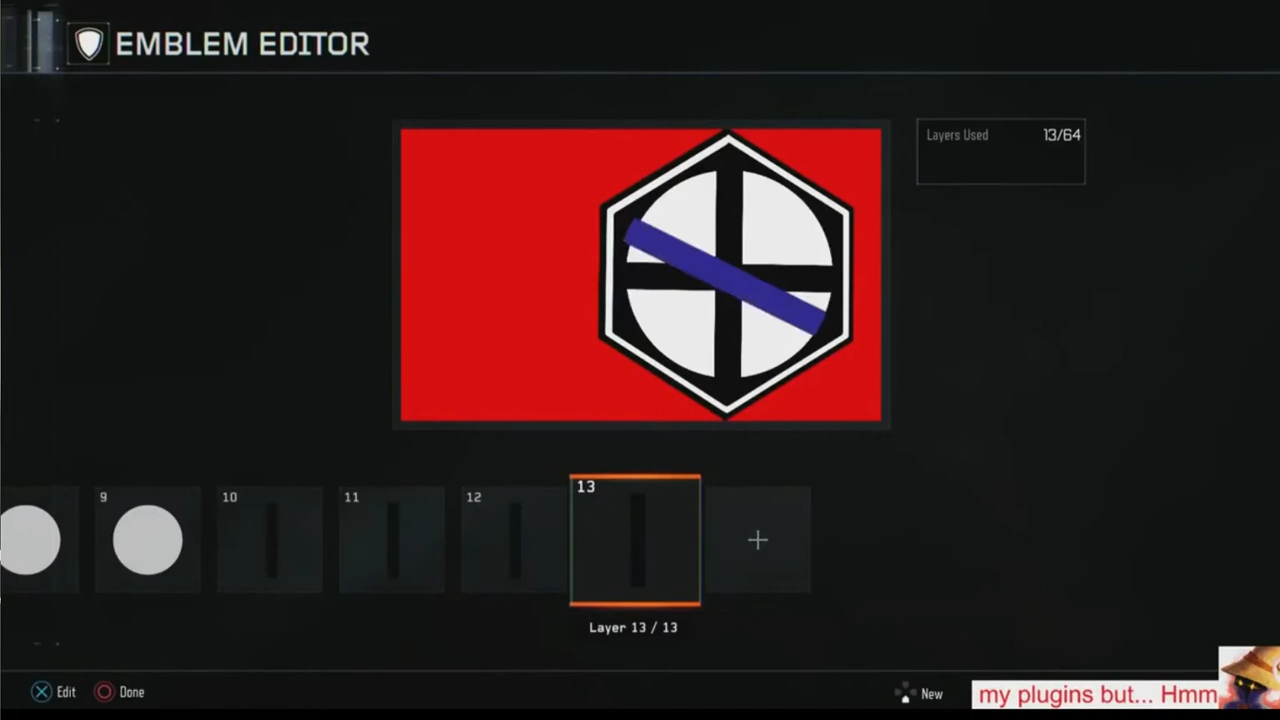 EMBLEM EDITOR
Layers Used 13/64
9 10 11 12 13
Layer 13 / 13
Edit Done New
my plugins but... Hmm